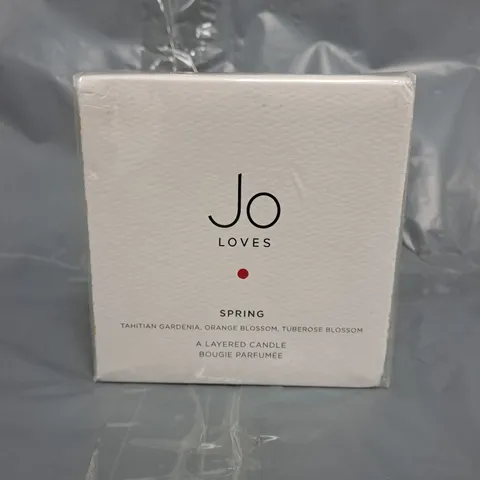 Jo
LOVES
SPRING
TAHITIAN GARDENIA, ORANGE BLOSSOM, TUBEROSE BLOSSOM
A LAYERED CANDLE
BOUGIE PARFUMÉE